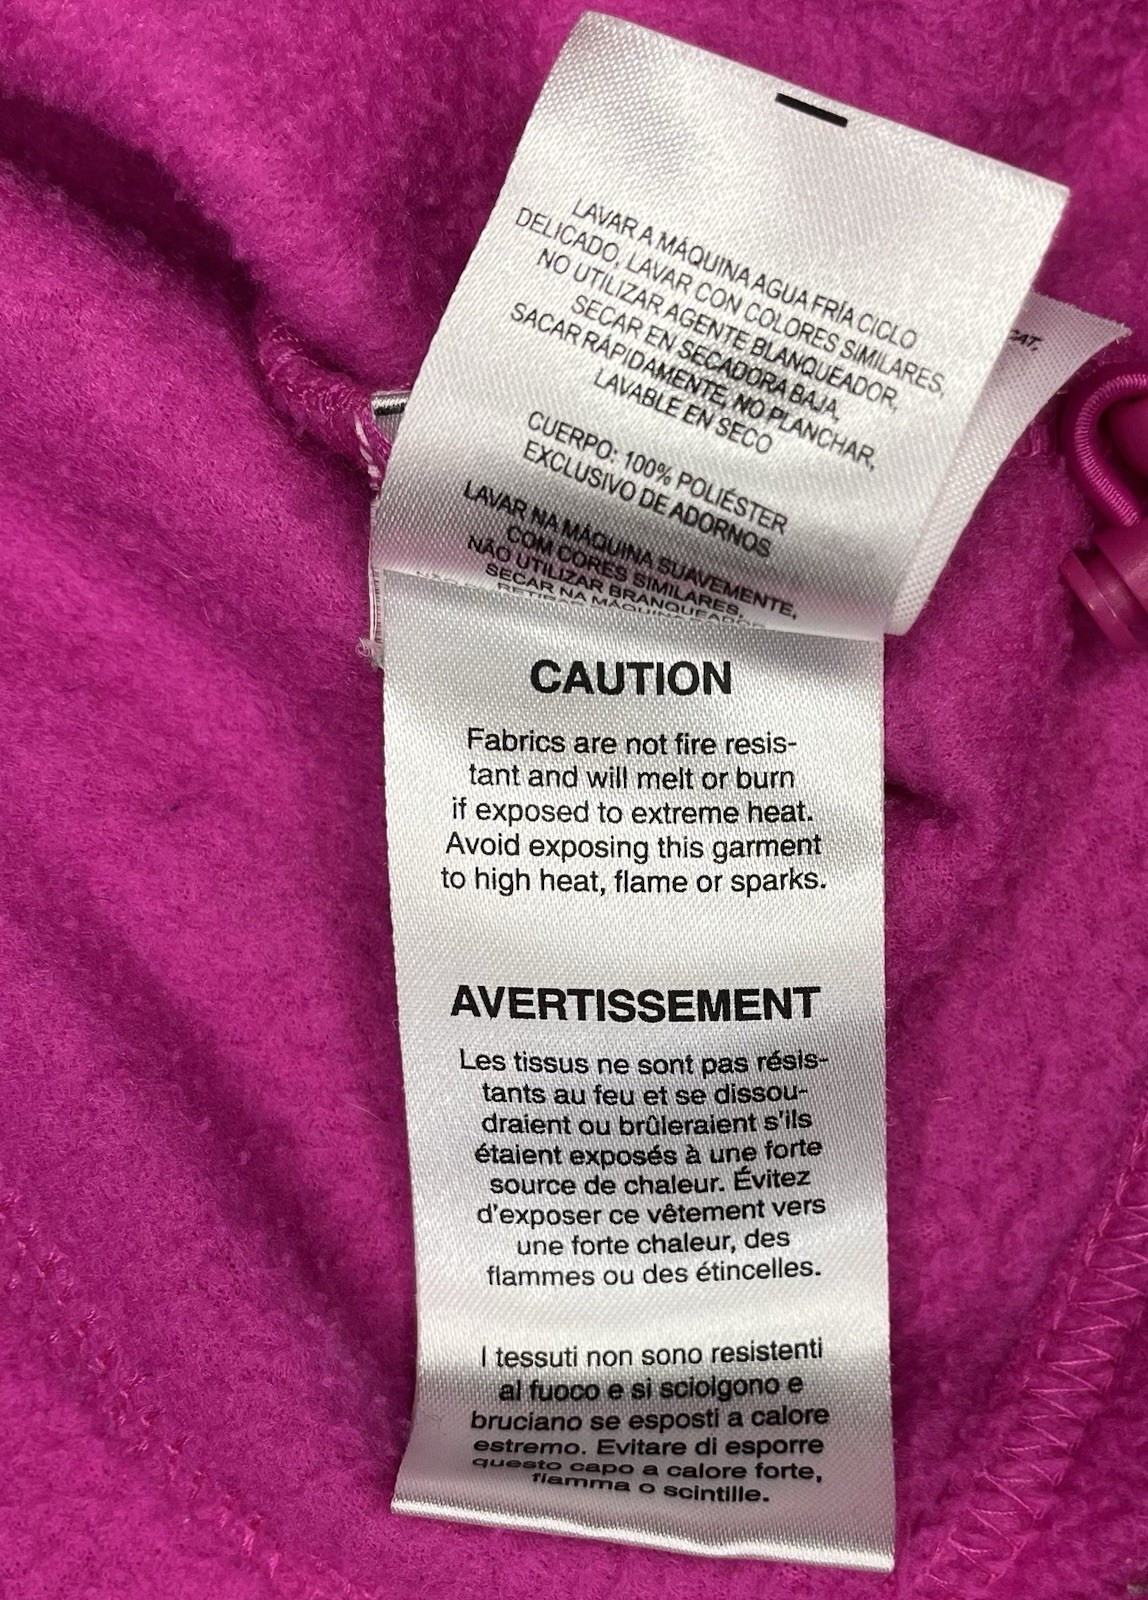 LAVAR A MÁQUINA AGUA FRÍA CICLO
DELICADO, LAVAR CON COLORES SIMILARES,
NO UTILIZAR AGENTE BLANQUEADOR,
SECAR EN SECADORA BAJA,
SACAR RÁPIDAMENTE, NO PLANCHAR,
LAVABLE EN SECO
CUERPO: 100% POLIÉSTER
EXCLUSIVO DE ADORNOS
LAVAR NA MÁQUINA SUAVEMENTE,
COM CORES SIMILARES,
NÃO UTILIZAR BRANQUEADOR,
SECAR NA MÁQUINA
CAUTION
Fabrics are not fire resis-
tant and will melt or burn
if exposed to extreme heat.
Avoid exposing this garment
to high heat, flame or sparks.
AVERTISSEMENT
Les tissus ne sont pas résis-
tants au feu et se dissou-
draient ou brûleraient s'ils
étaient exposés à une forte
source de chaleur. Évitez
d'exposer ce vêtement vers
une forte chaleur, des
flammes ou des étincelles.
I tessuti non sono resistenti
al fuoco e si sciolgono e
bruciano se esposti a calore
estremo. Evitare di esporre
questo capo a calore forte,
fiamma o scintille.